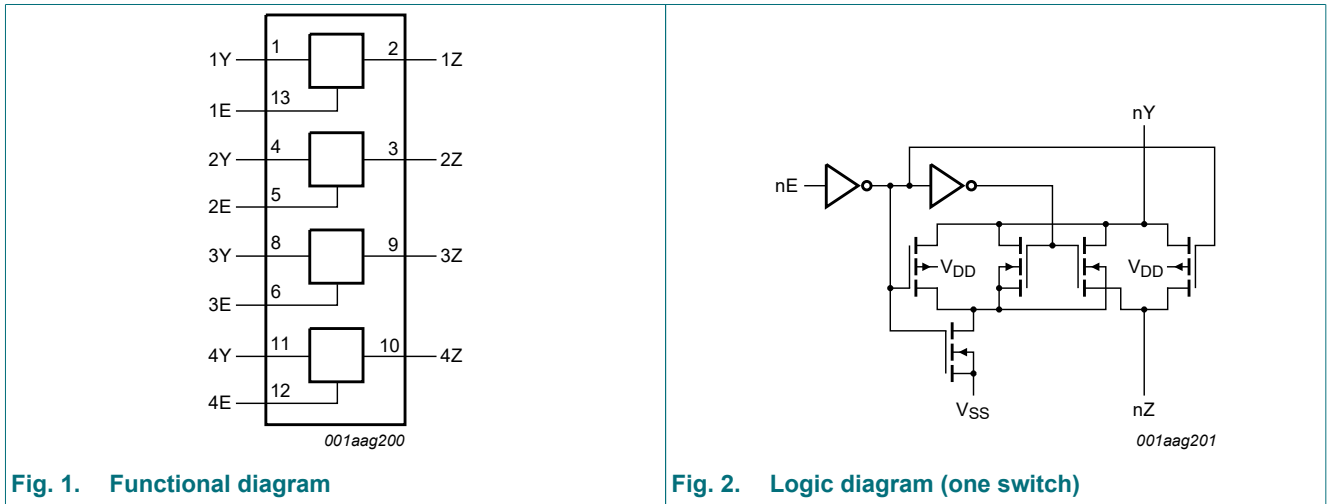 1Y 1 2 1Z
1E 13
2Y 4 3 2Z
2E 5
3Y 8 9 3Z
3E 6
4Y 11 10 4Z
4E 12
001aag200
Fig. 1. Functional diagram
nY
nE
VDD VDD
VSS nZ
001aag201
Fig. 2. Logic diagram (one switch)